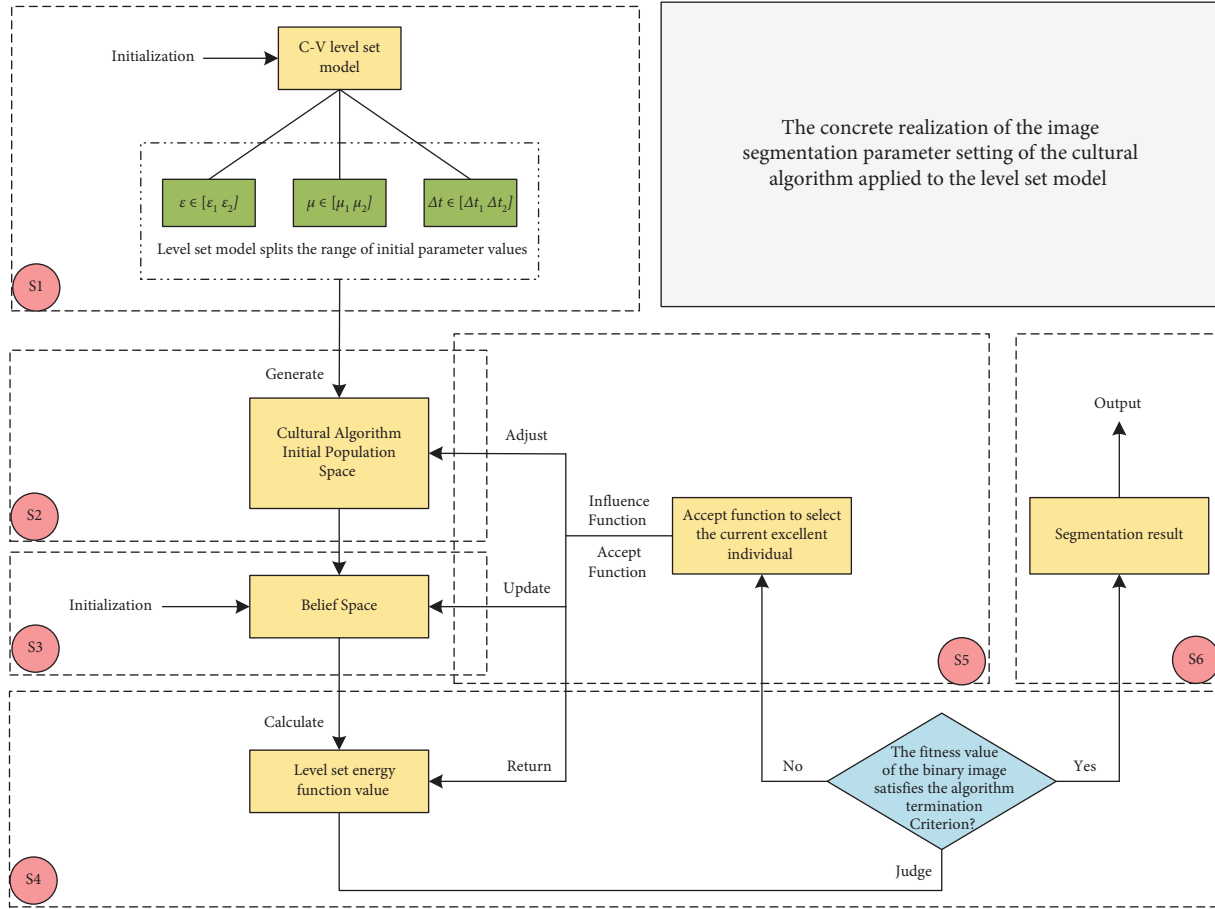 Initialization
C-V level set
model
ε ∈ [ε₁ ε₂]
μ ∈ [μ₁ μ₂]
Δt ∈ [Δt₁ Δt₂]
Level set model splits the range of initial parameter values
S1
The concrete realization of the image
segmentation parameter setting of the cultural
algorithm applied to the level set model
Generate
Cultural Algorithm
Initial Population
Space
S2
Adjust
Influence
Function
Accept
Function
Accept function to select
the current excellent
individual
Output
Segmentation result
Initialization
Belief Space
Update
S3
S5
S6
Calculate
Level set energy
function value
Return
No
The fitness value
of the binary image
satisfies the algorithm
termination
Criterion?
Yes
Judge
S4